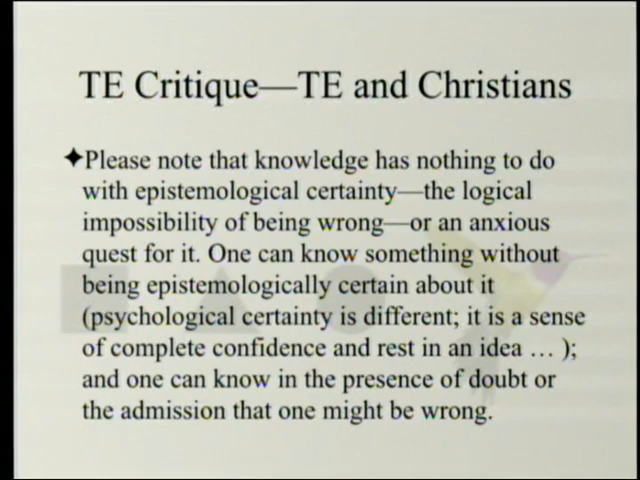 TE Critique—TE and Christians
✦Please note that knowledge has nothing to do
with epistemological certainty—the logical
impossibility of being wrong—or an anxious
quest for it. One can know something without
being epistemologically certain about it
(psychological certainty is different; it is a sense
of complete confidence and rest in an idea … );
and one can know in the presence of doubt or
the admission that one might be wrong.